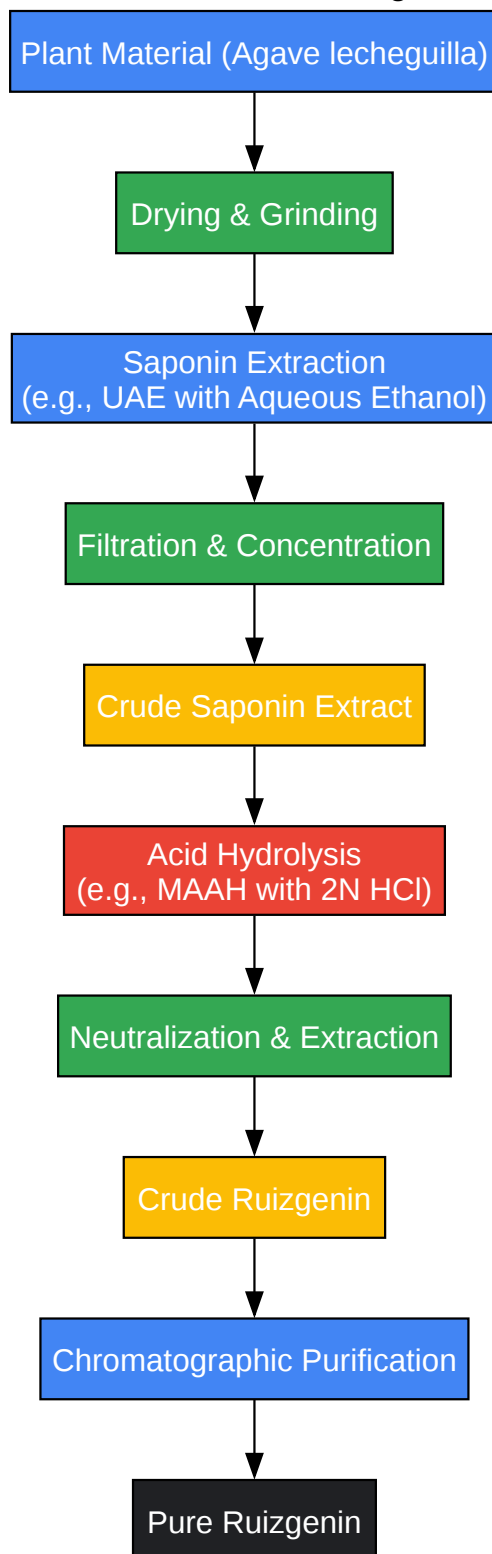 Plant Material (Agave lecheguilla)
Drying & Grinding
Saponin Extraction
(e.g., UAE with Aqueous Ethanol)
Filtration & Concentration
Crude Saponin Extract
Acid Hydrolysis
(e.g., MAAH with 2N HCl)
Neutralization & Extraction
Crude Ruizgenin
Chromatographic Purification
Pure Ruizgenin